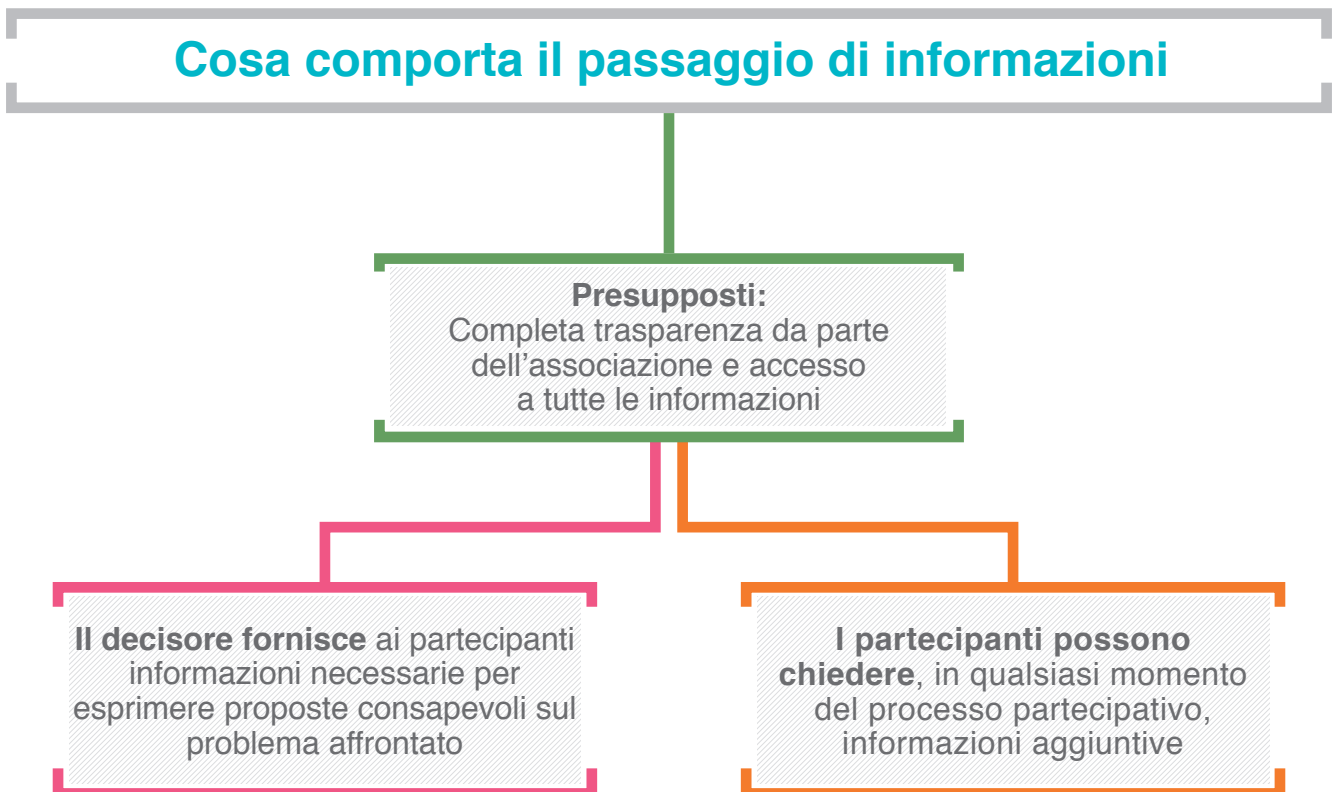 Cosa comporta il passaggio di informazioni
Presupposti:
Completa trasparenza da parte
dell’associazione e accesso
a tutte le informazioni
Il decisore fornisce ai partecipanti
informazioni necessarie per
esprimere proposte consapevoli sul
problema affrontato
I partecipanti possono
chiedere, in qualsiasi momento
del processo partecipativo,
informazioni aggiuntive